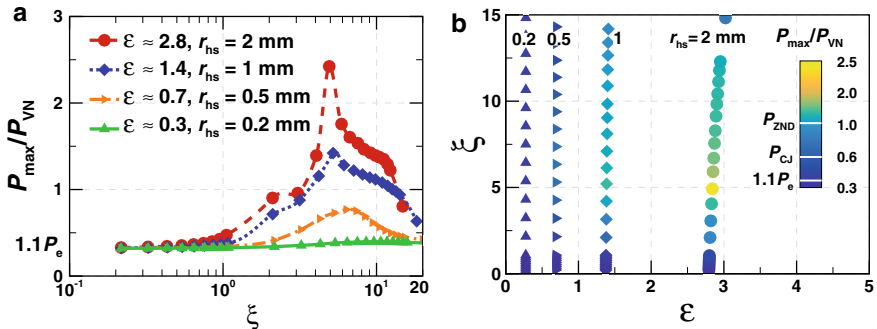 a
P_max/P_VN
3
2
1
1.1P_e
0
ε ≈ 2.8, r_hs = 2 mm
ε ≈ 1.4, r_hs = 1 mm
ε ≈ 0.7, r_hs = 0.5 mm
ε ≈ 0.3, r_hs = 0.2 mm
10^-1 10^0 10^1 20
ξ
b
ξ
15
10
5
0
0.2 0.5 1 r_hs = 2 mm
P_max/P_VN
2.5
2.0
P_ZND 1.0
P_CJ 0.6
1.1P_e 0.3
0 1 2 3 4 5
ε